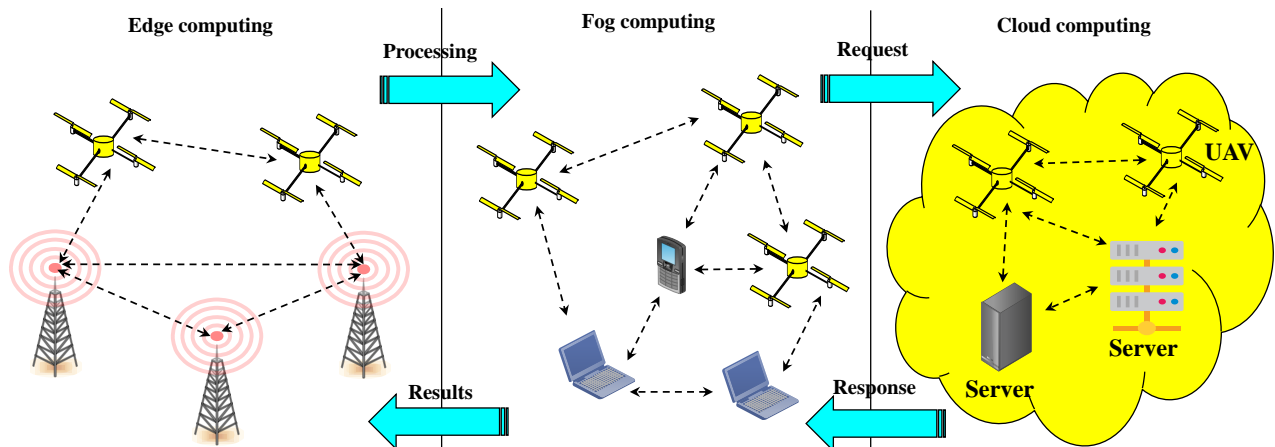 Edge computing
Fog computing
Cloud computing
Processing
Request
UAV
Server
Server
Results
Response